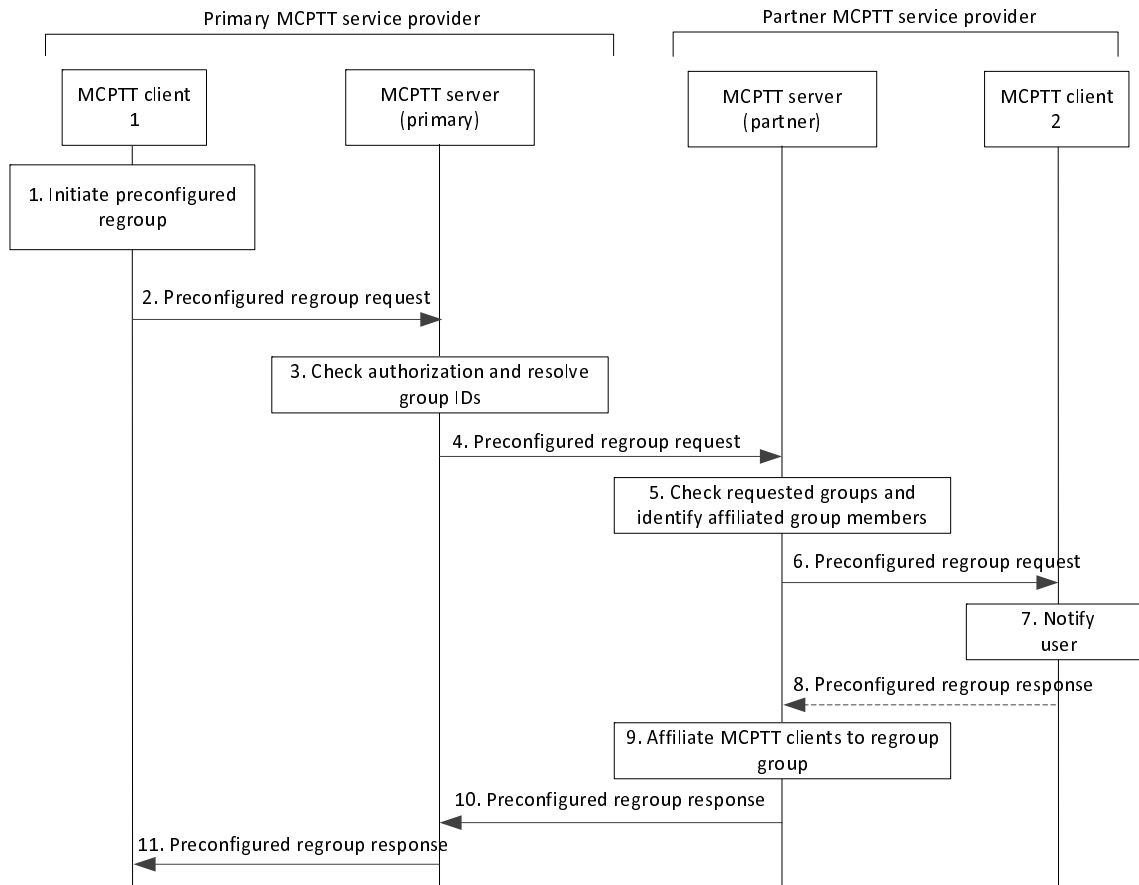 Primary MCPTT service provider
Partner MCPTT service provider
MCPTT client
1
MCPTT server
(primary)
MCPTT server
(partner)
MCPTT client
2
1. Initiate preconfigured
regroup
2. Preconfigured regroup request
3. Check authorization and resolve
group IDs
4. Preconfigured regroup request
5. Check requested groups and
identify affiliated group members
6. Preconfigured regroup request
7. Notify
user
8. Preconfigured regroup response
9. Affiliate MCPTT clients to regroup
group
10. Preconfigured regroup response
11. Preconfigured regroup response